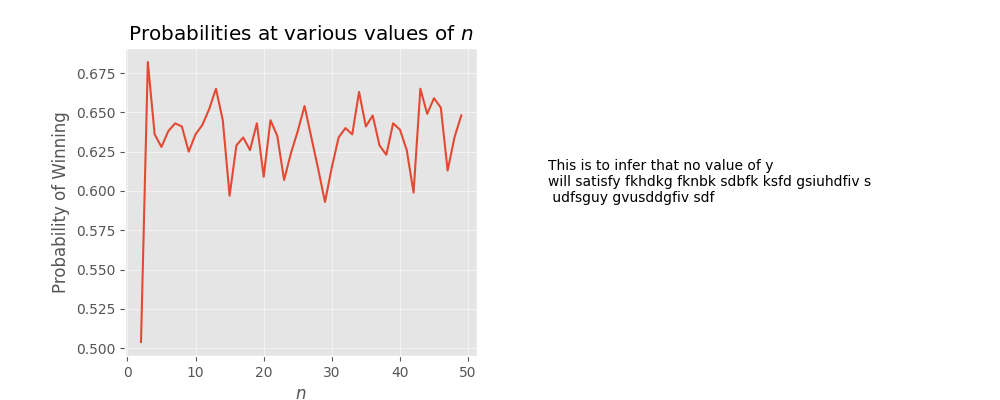 Probabilities at various values of n
Probability of Winning
0.675
0.650
0.625
0.600
0.575
0.550
0.525
0.500
0 10 20 30 40 50
n
This is to infer that no value of y
will satisfy fkhdkg fknbk sdbfk ksfd gsiuhdfiv s
udfsguy gvusddgfiv sdf